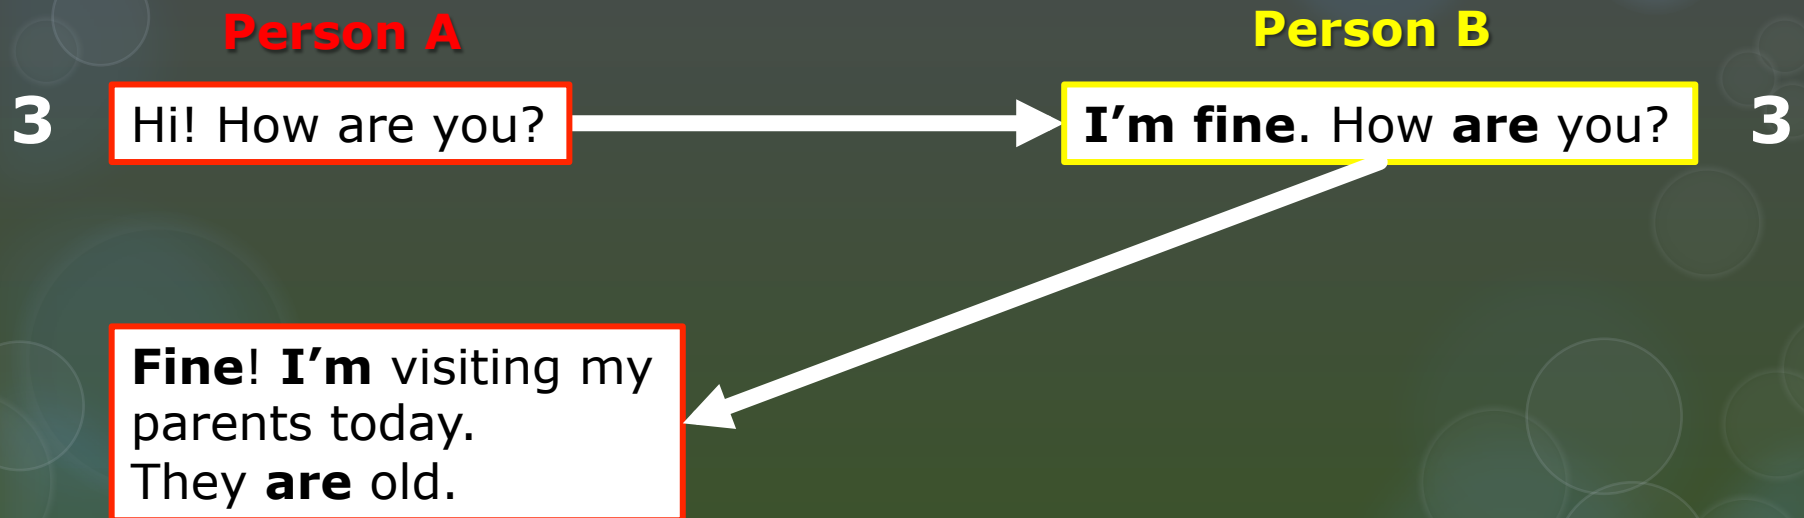 Person A
Person B
3
Hi! How are you?
I’m fine. How are you?
3
Fine! I’m visiting my
parents today.
They are old.